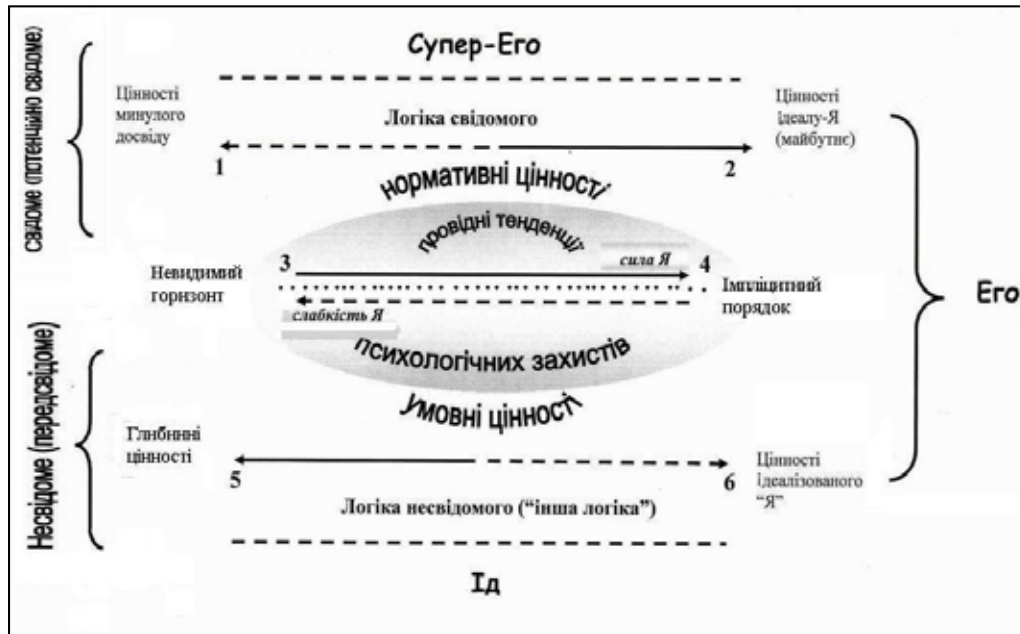 Супер-Его
свідоме (потенційно свідоме)
Цінності
минулого
досвіду
Логіка свідомого
Цінності
ідеалу-Я
(майбутнє)
1
2
нормативні цінності
провідні тенденції
сила Я
3
4
Невидимий
горизонт
Імпліцитний
порядок
Его
слабкість Я
психологічних захистів
умовні цінності
Несвідоме (передсвідоме)
Глибинні
цінності
5
6
Цінності
ідеалізованого
“Я”
Логіка несвідомого (“інша логіка”)
Ід